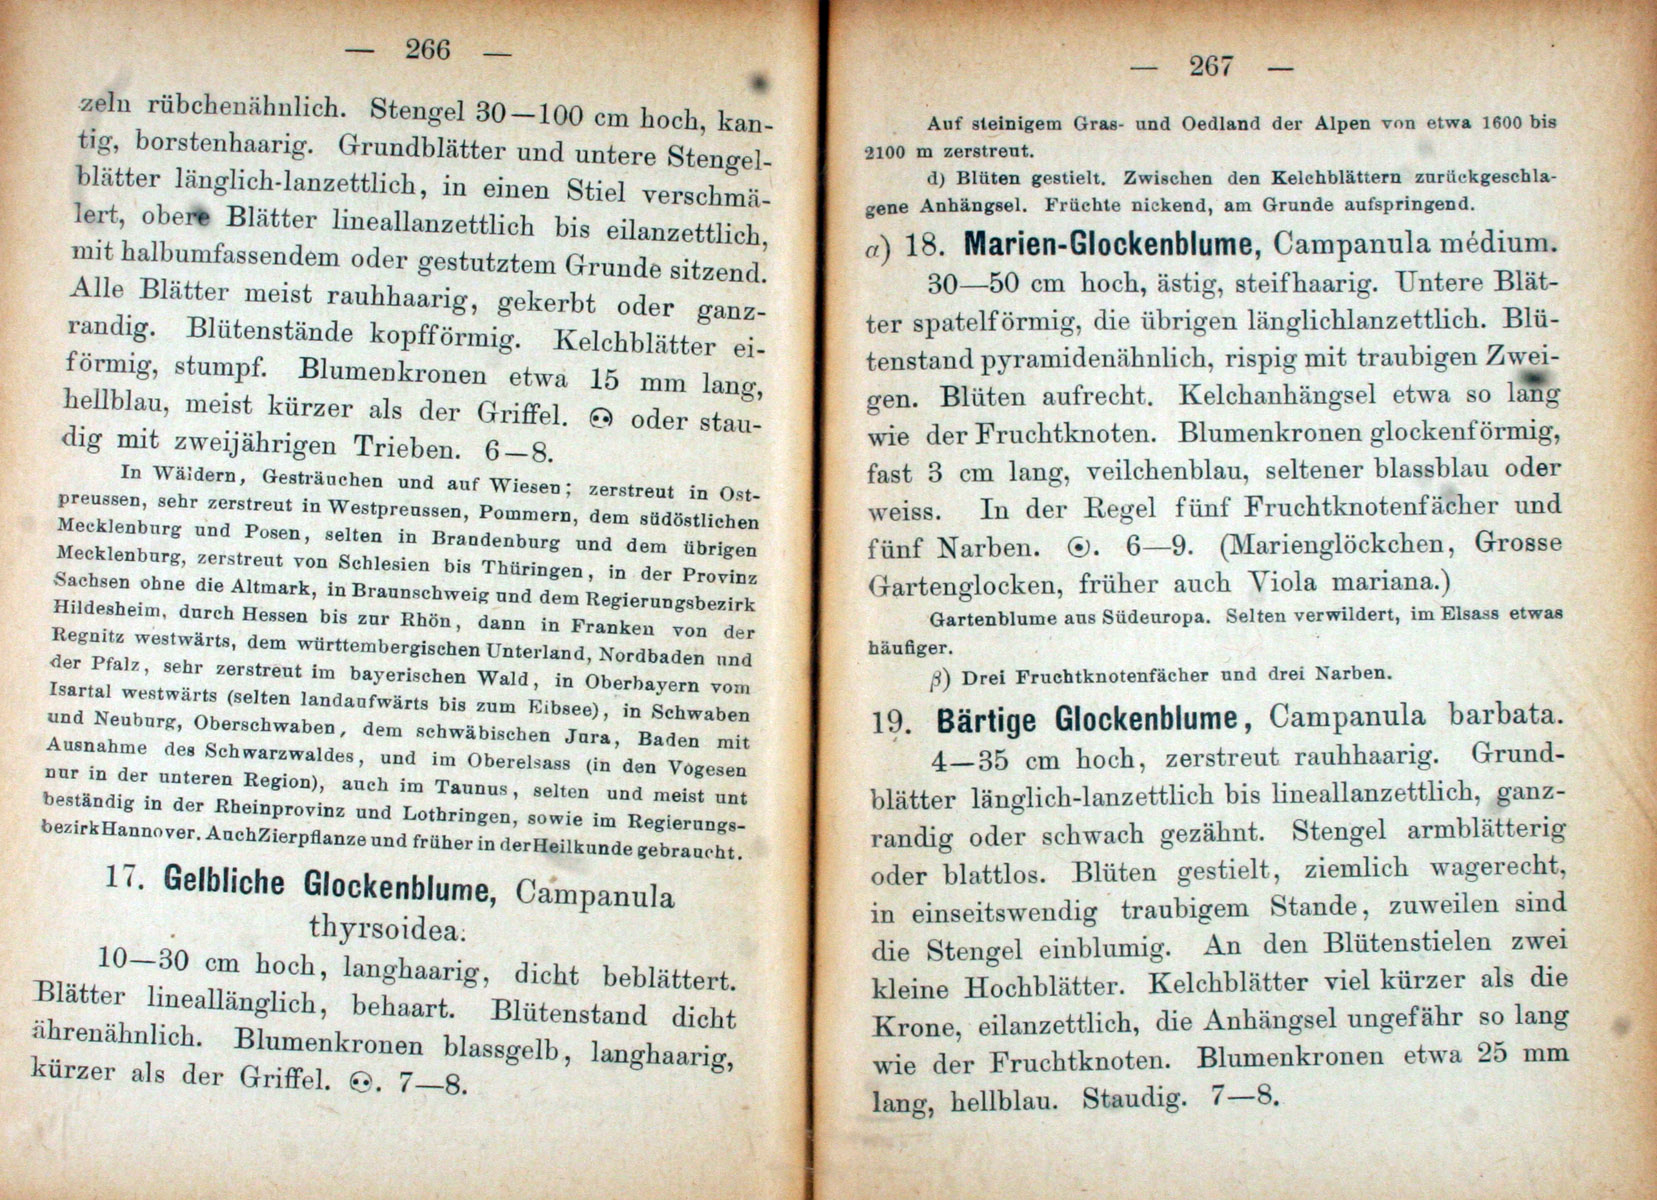 — 266 —
zeln rübchenähnlich. Stengel 30—100 cm hoch, kan-
tig, borstenhaarig. Grundblätter und untere Stengel-
blätter länglich-lanzettlich, in einen Stiel verschmä-
lert, obere Blätter lineallanzettlich bis eilanzettlich,
mit halbumfassendem oder gestutztem Grunde sitzend.
Alle Blätter meist rauhhaarig, gekerbt oder ganz-
randig. Blütenstände kopfförmig. Kelchblätter ei-
förmig, stumpf. Blumenkronen etwa 15 mm lang,
hellblau, meist kürzer als der Griffel. ⚇ oder stau-
dig mit zweijährigen Trieben. 6—8.
In Wäldern, Gesträuchen und auf Wiesen; zerstreut in Ost-
preussen, sehr zerstreut in Westpreussen, Pommern, dem südöstlichen
Mecklenburg und Posen, selten in Brandenburg und dem übrigen
Mecklenburg, zerstreut von Schlesien bis Thüringen, in der Provinz
Sachsen ohne die Altmark, in Braunschweig und dem Regierungsbezirk
Hildesheim, durch Hessen bis zur Rhön, dann in Franken von der
Regnitz westwärts, dem württembergischen Unterland, Nordbaden und
der Pfalz, sehr zerstreut im bayerischen Wald, in Oberbayern vom
Isartal westwärts (selten landaufwärts bis zum Eibsee), in Schwaben
und Neuburg, Oberschwaben, dem schwäbischen Jura, Baden mit
Ausnahme des Schwarzwaldes, und im Oberelsass (in den Vogesen
nur in der unteren Region), auch im Taunus, selten und meist unt
beständig in der Rheinprovinz und Lothringen, sowie im Regierungs-
bezirk Hannover. Auch Zierpflanze und früher in der Heilkunde gebraucht.
17. Gelbliche Glockenblume, Campanula
thyrsoidea.
10—30 cm hoch, langhaarig, dicht beblättert.
Blätter lineallänglich, behaart. Blütenstand dicht
ährenähnlich. Blumenkronen blassgelb, langhaarig,
kürzer als der Griffel. ⚇. 7—8.
— 267 —
Auf steinigem Gras- und Oedland der Alpen von etwa 1600 bis
2100 m zerstreut.
d) Blüten gestielt. Zwischen den Kelchblättern zurückgeschla-
gene Anhängsel. Früchte nickend, am Grunde aufspringend.
α) 18. Marien-Glockenblume, Campanula médium.
30—50 cm hoch, ästig, steifhaarig. Untere Blät-
ter spatelförmig, die übrigen länglichlanzettlich. Blü-
tenstand pyramidenähnlich, rispig mit traubigen Zwei-
gen. Blüten aufrecht. Kelchanhängsel etwa so lang
wie der Fruchtknoten. Blumenkronen glockenförmig,
fast 3 cm lang, veilchenblau, seltener blassblau oder
weiss. In der Regel fünf Fruchtknotenfächer und
fünf Narben. ⊙. 6—9. (Marienglöckchen, Grosse
Gartenglocken, früher auch Viola mariana.)
Gartenblume aus Südeuropa. Selten verwildert, im Elsass etwas
häufiger.
β) Drei Fruchtknotenfächer und drei Narben.
19. Bärtige Glockenblume, Campanula barbata.
4—35 cm hoch, zerstreut rauhhaarig. Grund-
blätter länglich-lanzettlich bis lineallanzettlich, ganz-
randig oder schwach gezähnt. Stengel armblätterig
oder blattlos. Blüten gestielt, ziemlich wagerecht,
in einseitswendig traubigem Stande, zuweilen sind
die Stengel einblumig. An den Blütenstielen zwei
kleine Hochblätter. Kelchblätter viel kürzer als die
Krone, eilanzettlich, die Anhängsel ungefähr so lang
wie der Fruchtknoten. Blumenkronen etwa 25 mm
lang, hellblau. Staudig. 7—8.